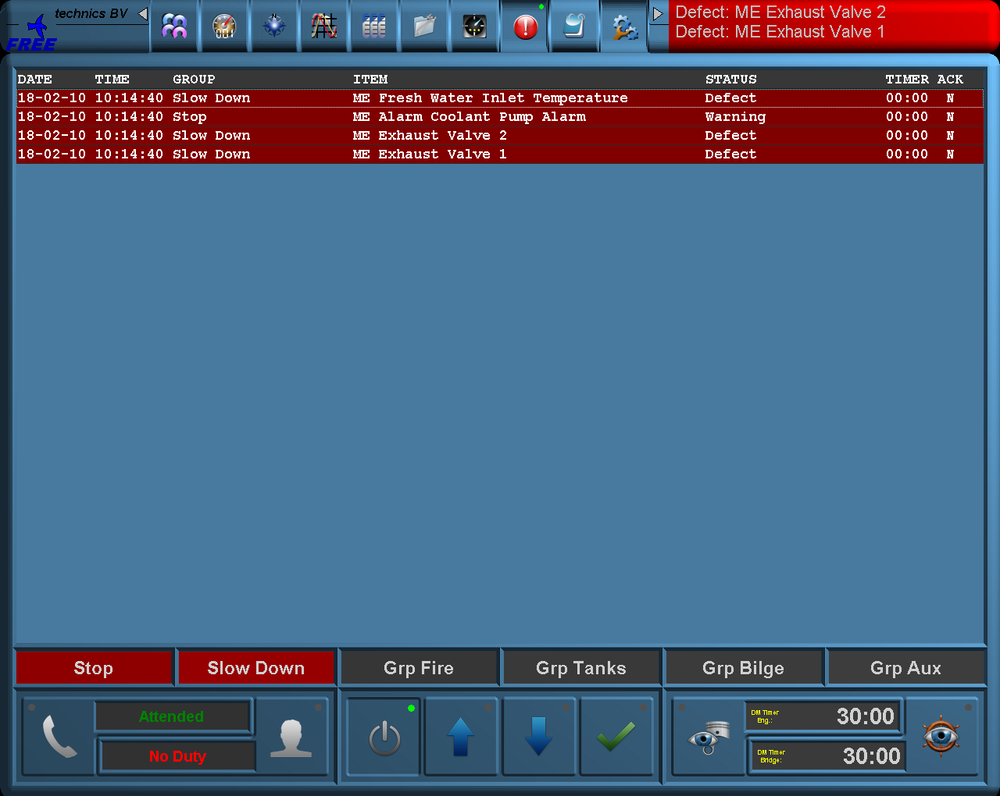 technics BV
FREE
Defect: ME Exhaust Valve 2
Defect: ME Exhaust Valve 1
DATE TIME GROUP ITEM STATUS TIMER ACK
18-02-10 10:14:40 Slow Down ME Fresh Water Inlet Temperature Defect 00:00 N
18-02-10 10:14:40 Stop ME Alarm Coolant Pump Alarm Warning 00:00 N
18-02-10 10:14:40 Slow Down ME Exhaust Valve 2 Defect 00:00 N
18-02-10 10:14:40 Slow Down ME Exhaust Valve 1 Defect 00:00 N
Stop Slow Down Grp Fire Grp Tanks Grp Bilge Grp Aux
Attended
No Duty
DM Timer
Eng.:
30:00
DM Timer
Bridge:
30:00